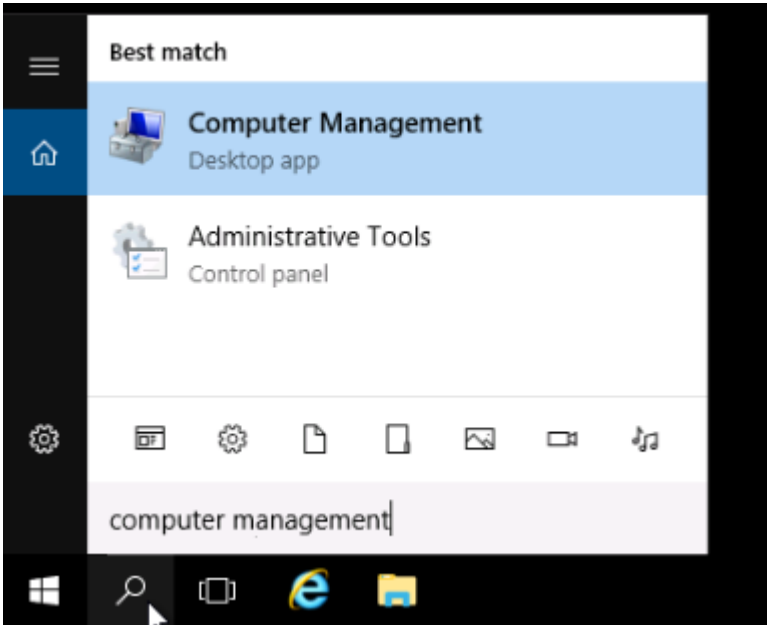 Best match
Computer Management
Desktop app
Administrative Tools
Control panel
computer management